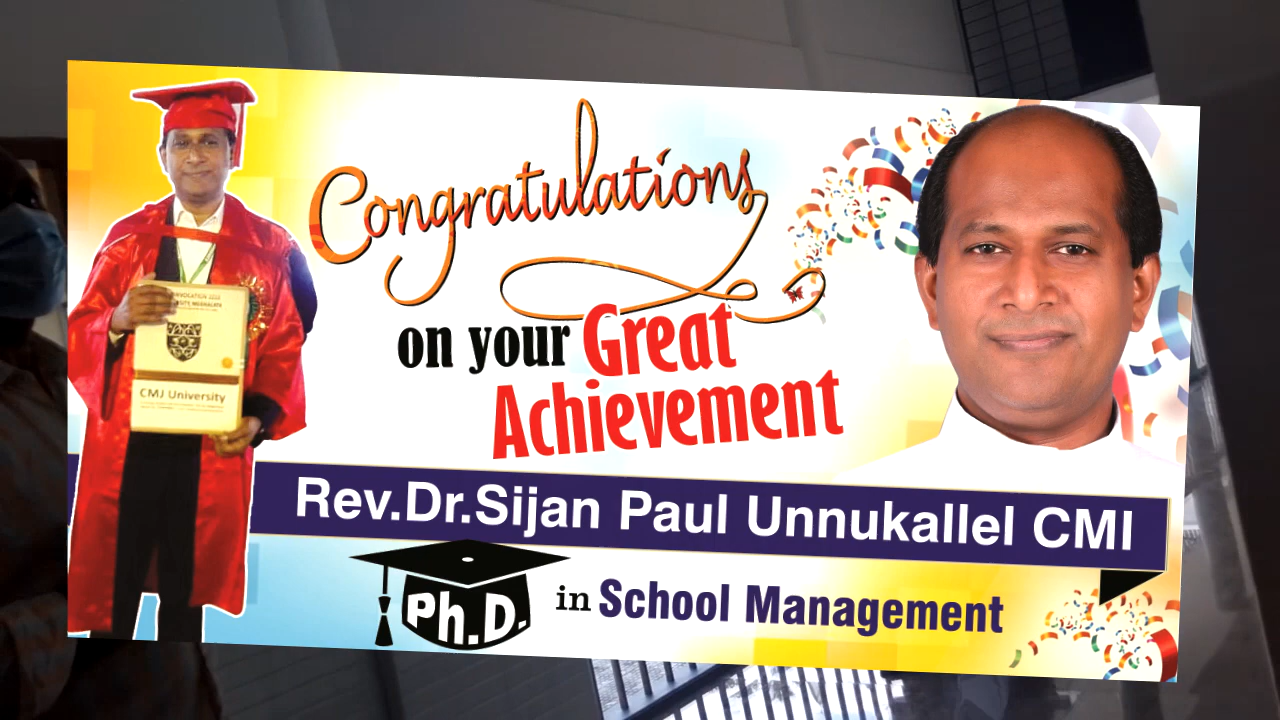 Congratulations
on your Great
Achievement
CMJ University
Rev.Dr.Sijan Paul Unnukallel CMI
Ph.D. in School Management